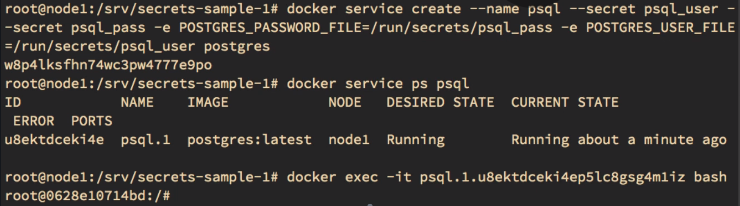 root@node1:/srv/secrets-sample-1# docker service create --name psql --secret psql_user -
-secret psql_pass -e POSTGRES_PASSWORD_FILE=/run/secrets/psql_pass -e POSTGRES_USER_FILE
=/run/secrets/psql_user postgres
w8p4lksfhn74wc3pw4777e9po
root@node1:/srv/secrets-sample-1# docker service ps psql
ID NAME IMAGE NODE DESIRED STATE CURRENT STATE
ERROR PORTS
u8ektdceki4e psql.1 postgres:latest node1 Running Running about a minute ago
root@node1:/srv/secrets-sample-1# docker exec -it psql.1.u8ektdceki4ep5lc8gsg4m1iz bash
root@0628e10714bd:/#